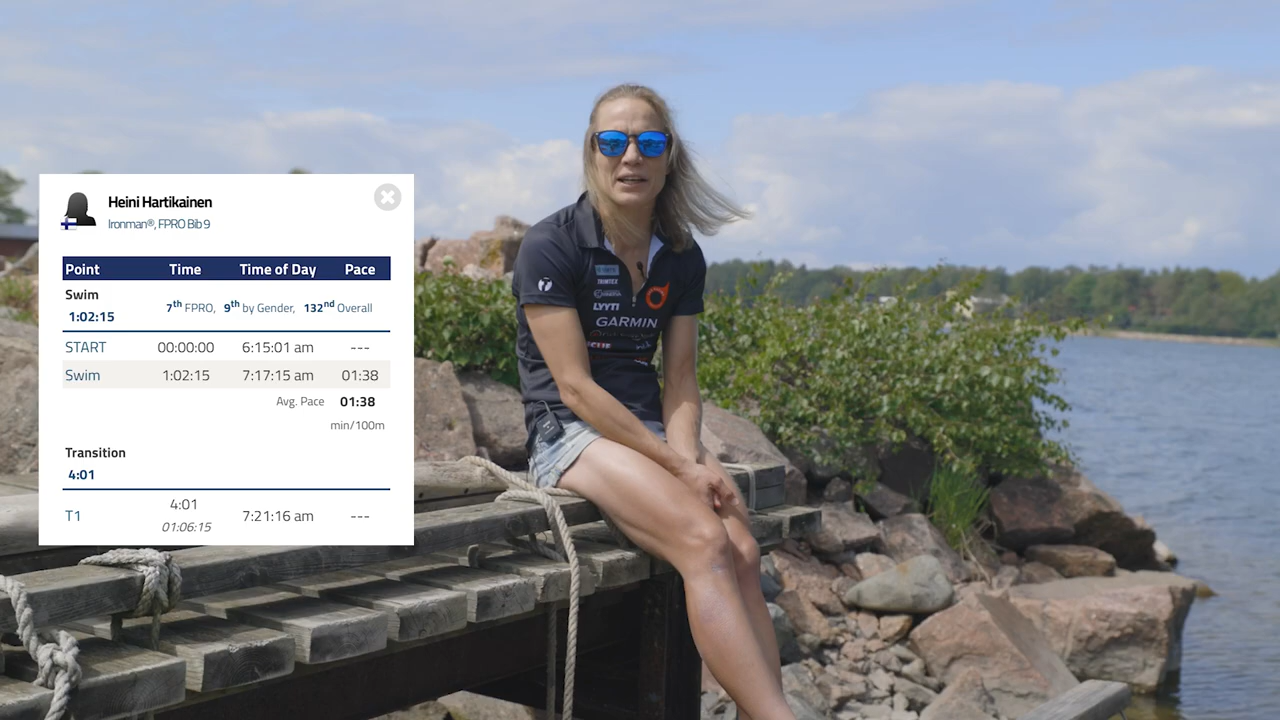 Heini Hartikainen
Ironman®, FPRO Bib 9
Point Time Time of Day Pace
Swim
1:02:15
7th FPRO, 9th by Gender, 132nd Overall
START 00:00:00 6:15:01 am ---
Swim 1:02:15 7:17:15 am 01:38
Avg. Pace 01:38
min/100m
Transition
4:01
T1 4:01 7:21:16 am ---
01:06:15
TRIMTEX
LYYTI
GARMIN